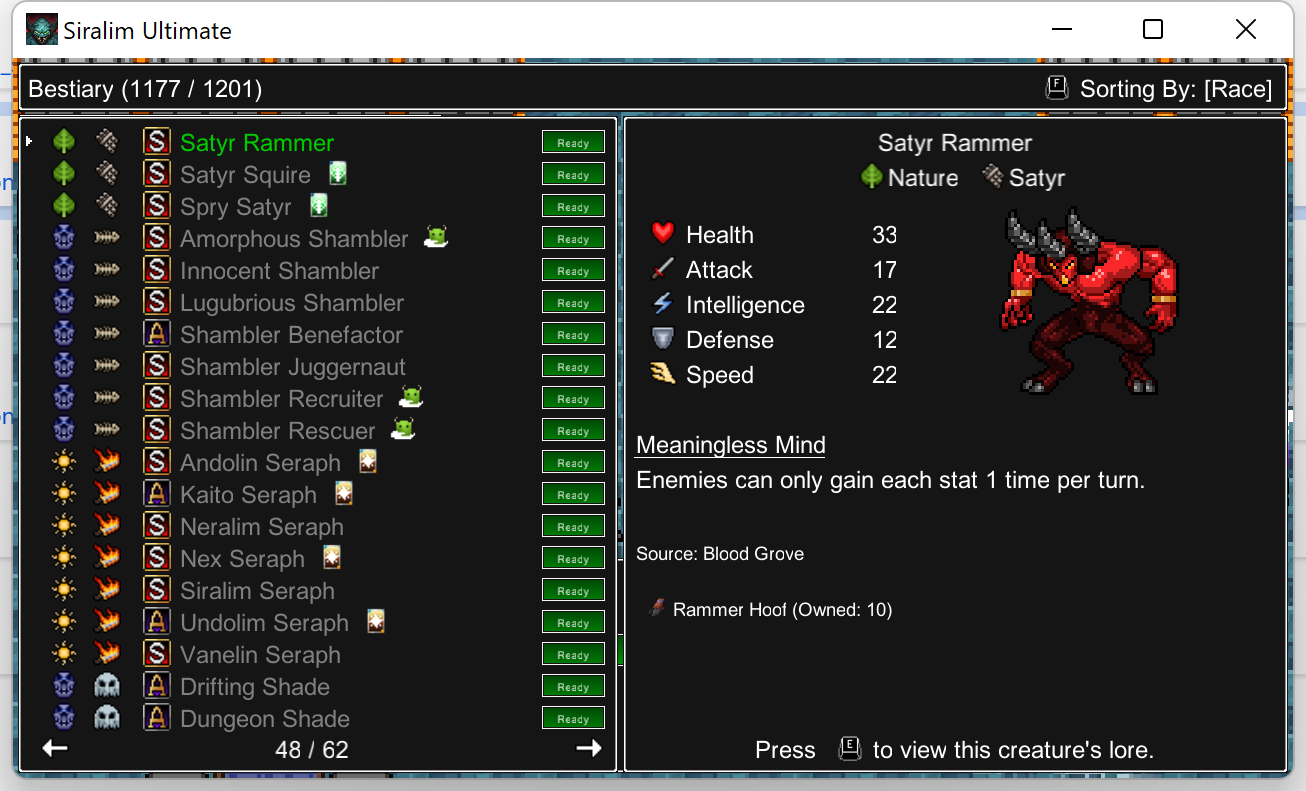 Siralim Ultimate
Bestiary (1177 / 1201)
F Sorting By: [Race]
S Satyr Rammer Ready
S Satyr Squire Ready
S Spry Satyr Ready
S Amorphous Shambler Ready
S Innocent Shambler Ready
S Lugubrious Shambler Ready
A Shambler Benefactor Ready
S Shambler Juggernaut Ready
S Shambler Recruiter Ready
S Shambler Rescuer Ready
S Andolin Seraph Ready
A Kaito Seraph Ready
S Neralim Seraph Ready
S Nex Seraph Ready
S Siralim Seraph Ready
A Undolim Seraph Ready
S Vanelin Seraph Ready
A Drifting Shade Ready
A Dungeon Shade Ready
48 / 62
Satyr Rammer
Nature Satyr
Health 33
Attack 17
Intelligence 22
Defense 12
Speed 22
Meaningless Mind
Enemies can only gain each stat 1 time per turn.
Source: Blood Grove
Rammer Hoof (Owned: 10)
Press E to view this creature's lore.